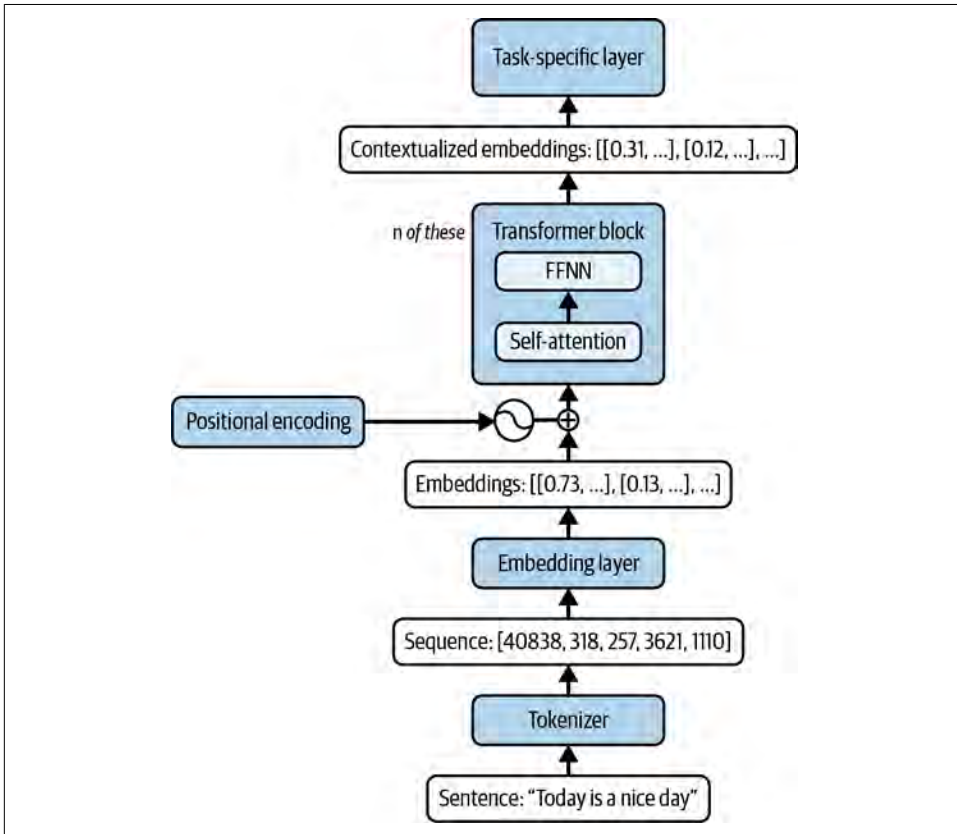 Task-specific layer
Contextualized embeddings: [[0.31, ...], [0.12, ...], ...]
n of these
Transformer block
FFNN
Self-attention
Positional encoding
Embeddings: [[0.73, ...], [0.13, ...], ...]
Embedding layer
Sequence: [40838, 318, 257, 3621, 1110]
Tokenizer
Sentence: “Today is a nice day”